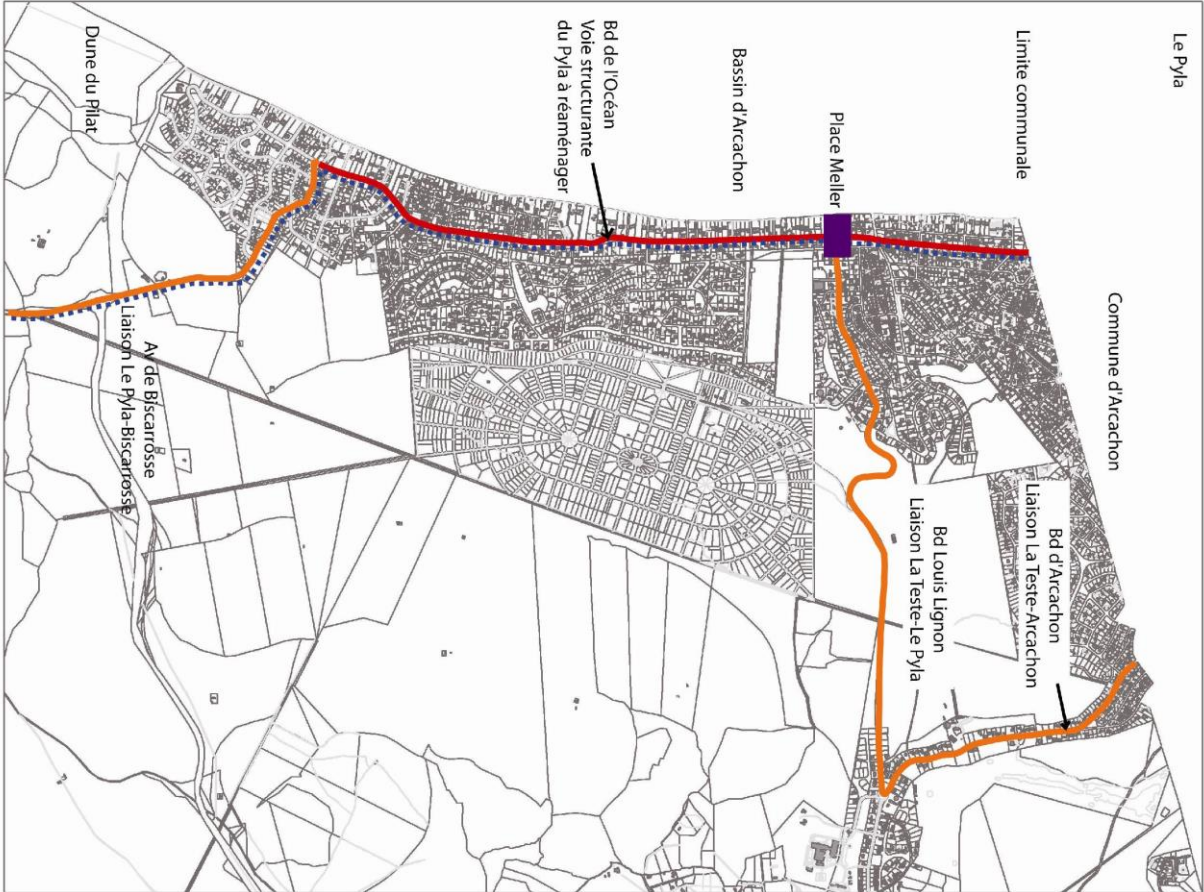 Le Pyla
Limite communale
Commune d'Arcachon
Place Meller
Bassin d'Arcachon
Bd de l'Océan
Voie structurante
du Pyla à réaménager
Dune du Pilat
Bd d'Arcachon
Liaison La Teste-Arcachon
Bd Louis Lignon
Liaison La Teste-Le Pyla
Av de Biscarrosse
Liaison Le Pyla-Biscarrosse